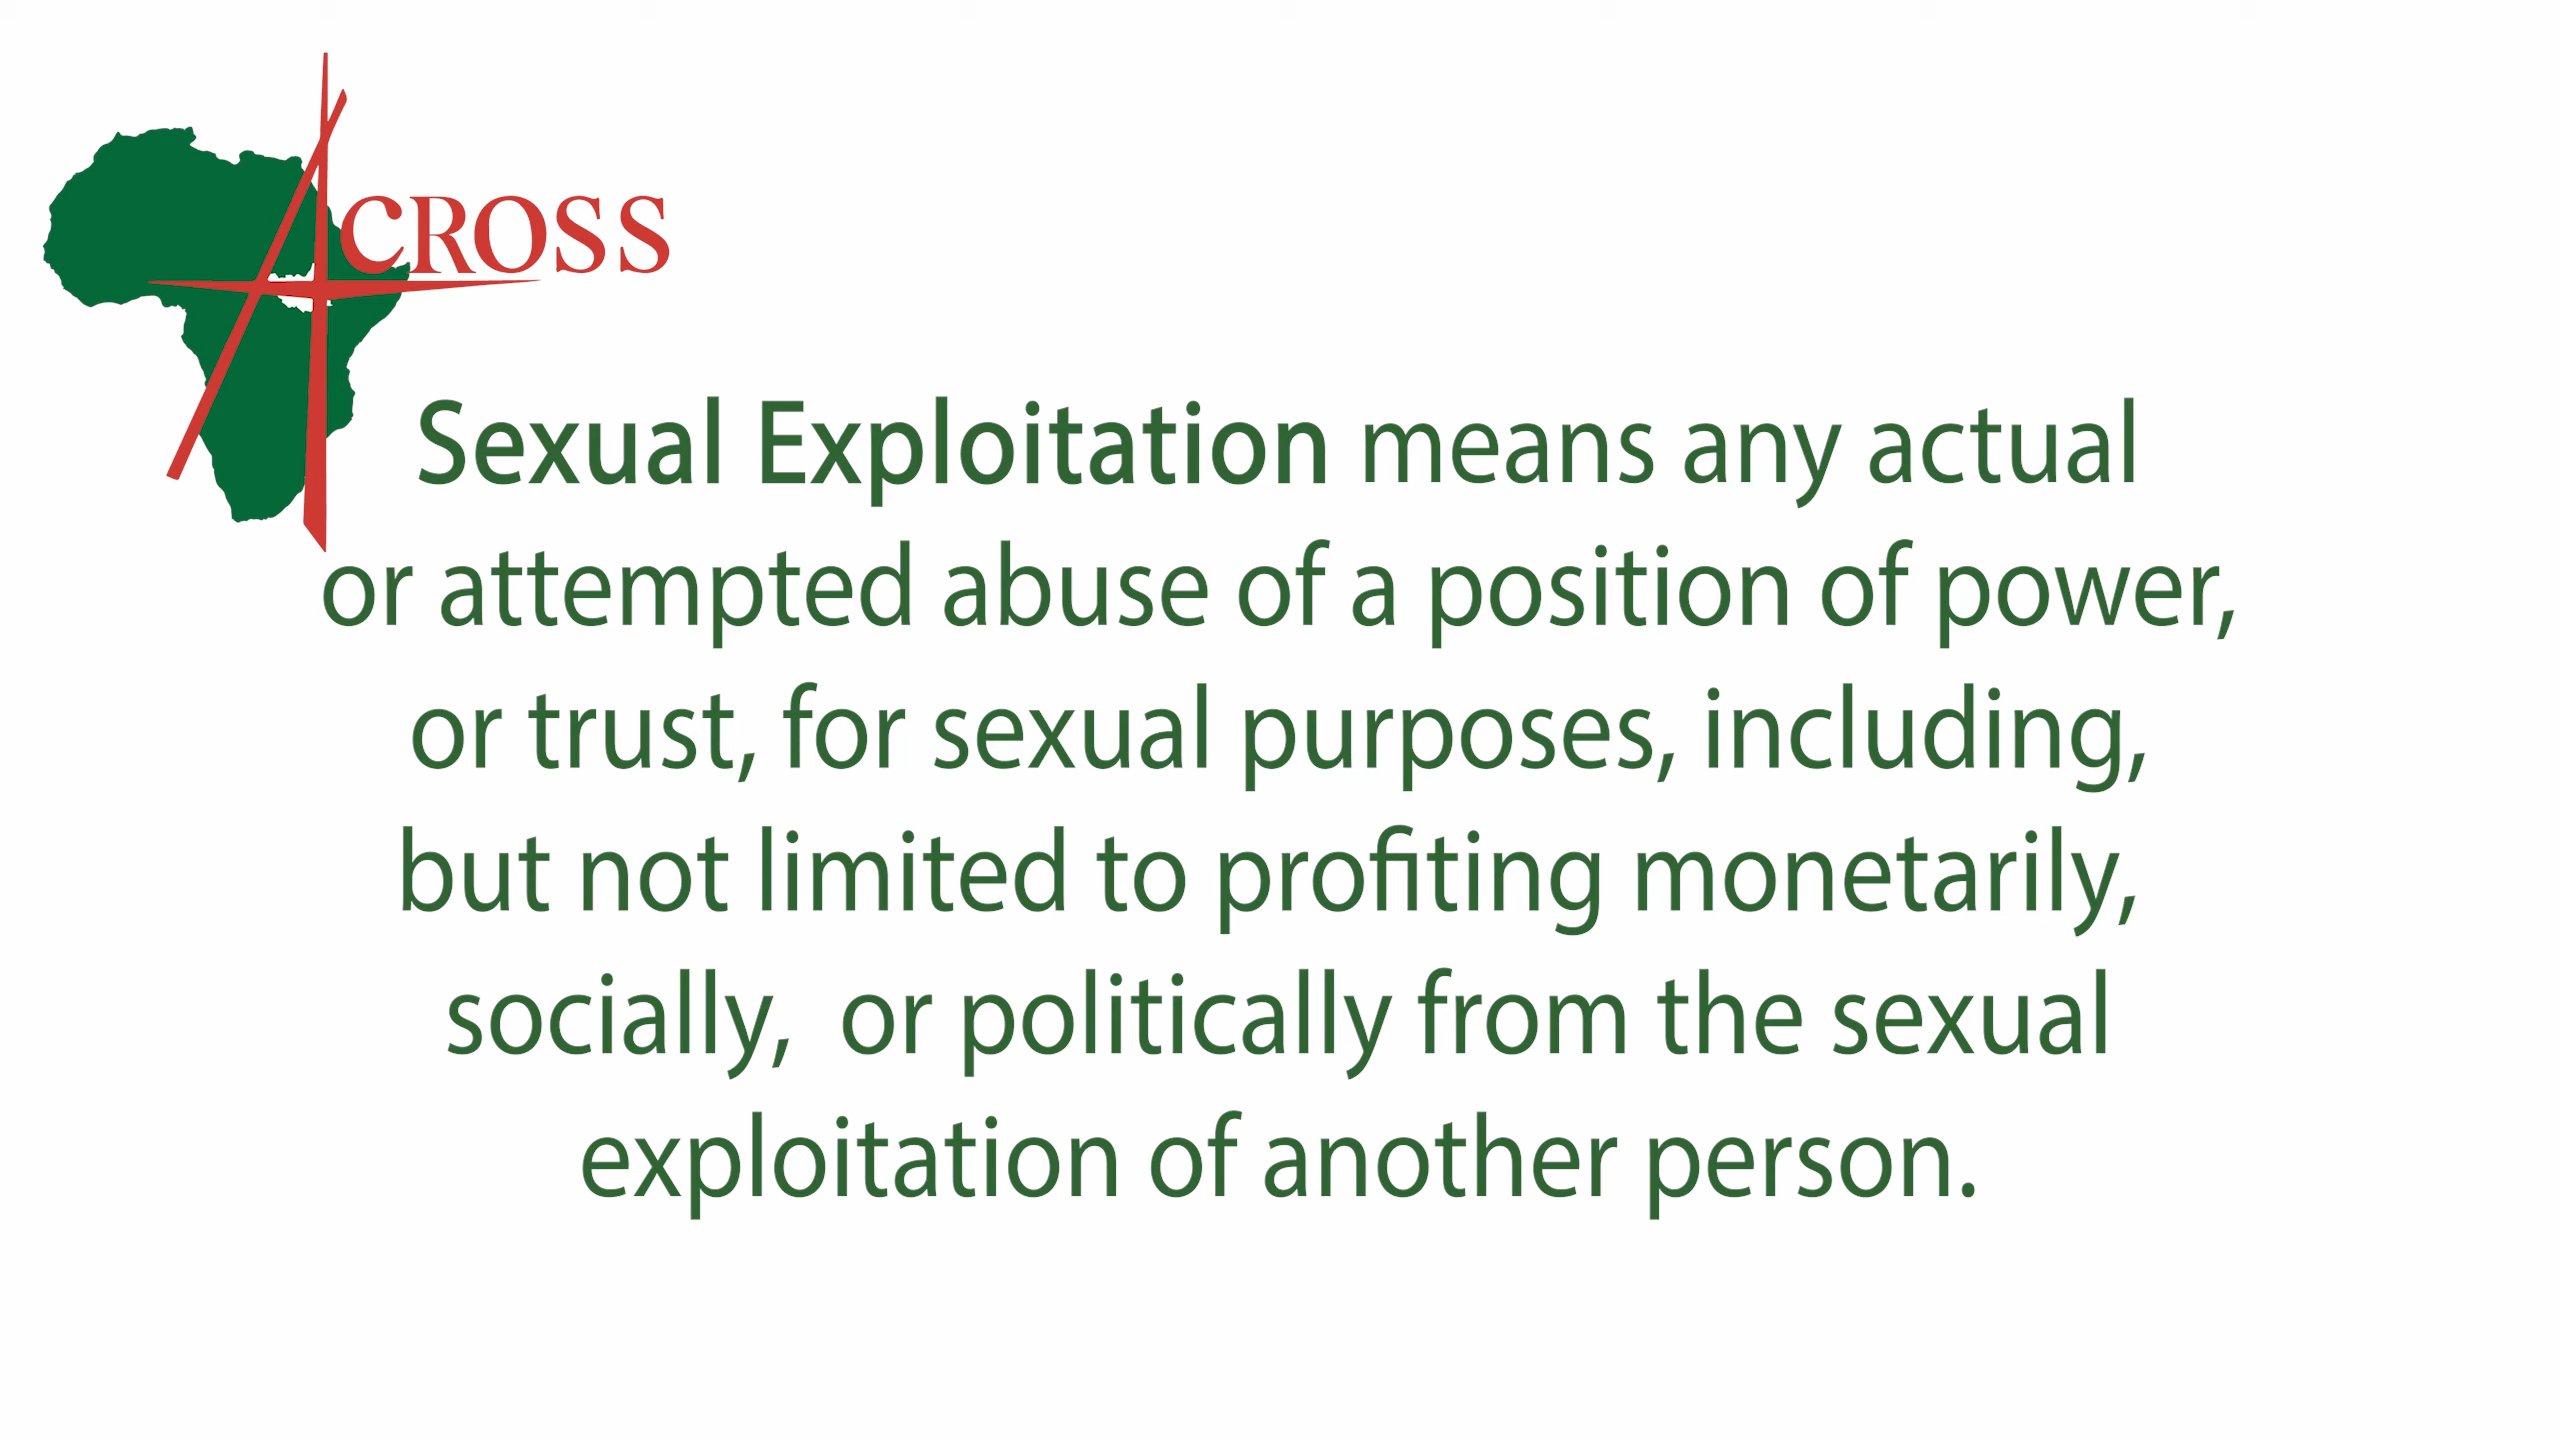 ACROSS
Sexual Exploitation means any actual
or attempted abuse of a position of power,
or trust, for sexual purposes, including,
but not limited to profiting monetarily,
socially,  or politically from the sexual
exploitation of another person.